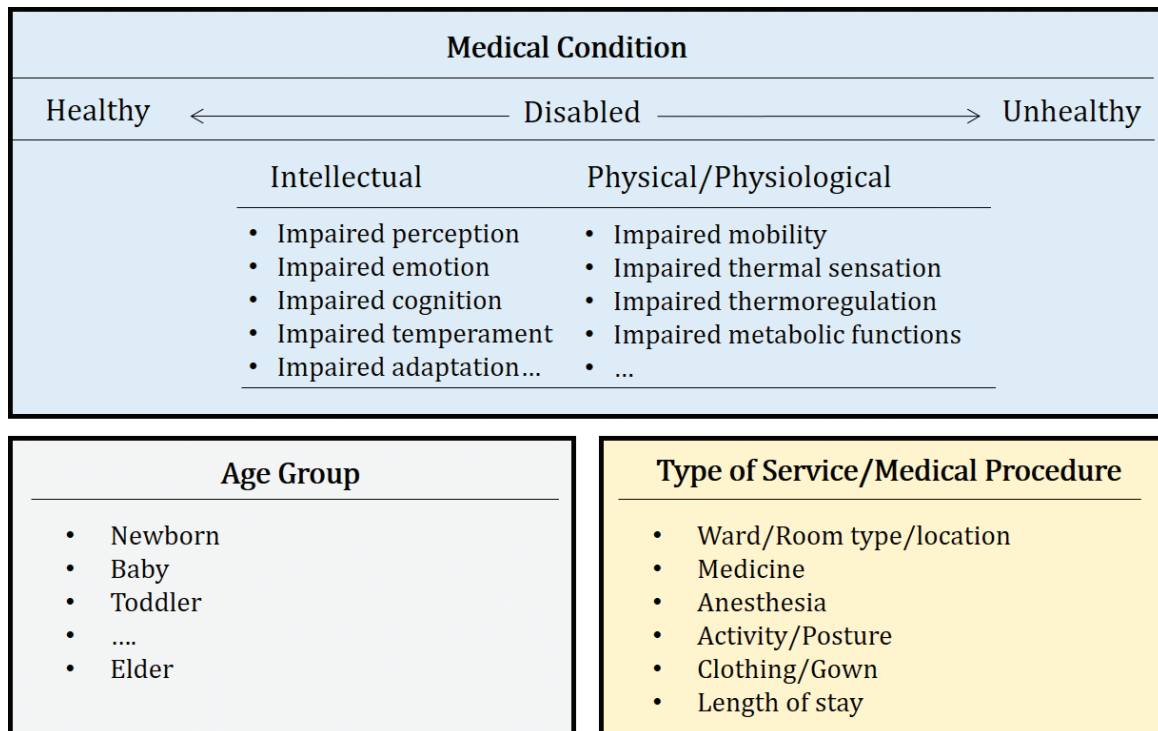 Medical Condition
Healthy Disabled Unhealthy
Intellectual Physical/Physiological
• Impaired perception
• Impaired emotion
• Impaired cognition
• Impaired temperament
• Impaired adaptation…
• Impaired mobility
• Impaired thermal sensation
• Impaired thermoregulation
• Impaired metabolic functions
• …
Age Group
• Newborn
• Baby
• Toddler
• ….
• Elder
Type of Service/Medical Procedure
• Ward/Room type/location
• Medicine
• Anesthesia
• Activity/Posture
• Clothing/Gown
• Length of stay